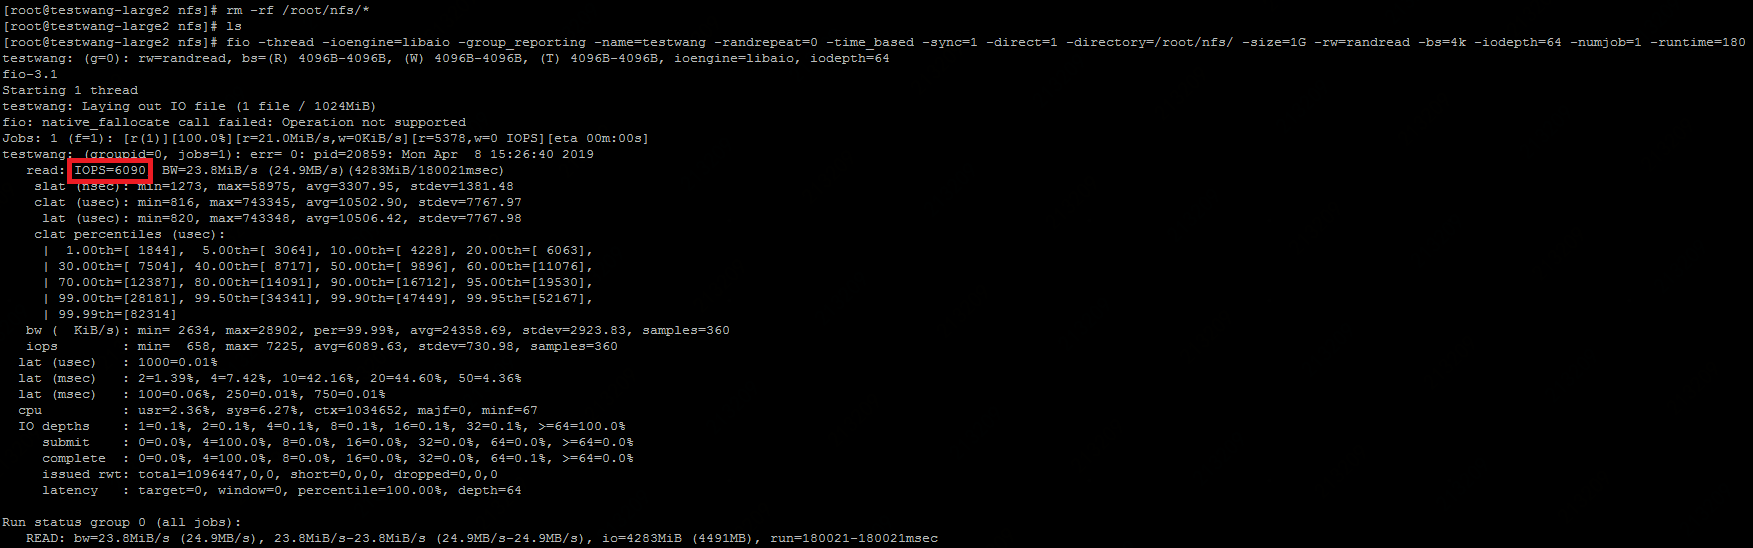 [root@testwang-large2 nfs]# rm -rf /root/nfs/*
[root@testwang-large2 nfs]# ls
[root@testwang-large2 nfs]# fio -thread -ioengine=libaio -group_reporting -name=testwang -randrepeat=0 -time_based -sync=1 -direct=1 -directory=/root/nfs/ -size=1G -rw=randread -bs=4k -iodepth=64 -numjob=1 -runtime=180
testwang: (g=0): rw=randread, bs=(R) 4096B-4096B, (W) 4096B-4096B, (T) 4096B-4096B, ioengine=libaio, iodepth=64
fio-3.1
Starting 1 thread
testwang: Laying out IO file (1 file / 1024MiB)
fio: native_fallocate call failed: Operation not supported
Jobs: 1 (f=1): [r(1)][100.0%][r=21.0MiB/s,w=0KiB/s][r=5378,w=0 IOPS][eta 00m:00s]
testwang: (groupid=0, jobs=1): err= 0: pid=20859: Mon Apr  8 15:26:40 2019
   read: IOPS=6090, BW=23.8MiB/s (24.9MB/s)(4283MiB/180021msec)
    slat (nsec): min=1273, max=58975, avg=3307.95, stdev=1381.48
    clat (usec): min=816, max=743345, avg=10502.90, stdev=7767.97
     lat (usec): min=820, max=743348, avg=10506.42, stdev=7767.98
    clat percentiles (usec):
     |  1.00th=[ 1844],  5.00th=[ 3064], 10.00th=[ 4228], 20.00th=[ 6063],
     | 30.00th=[ 7504], 40.00th=[ 8717], 50.00th=[ 9896], 60.00th=[11076],
     | 70.00th=[12387], 80.00th=[14091], 90.00th=[16712], 95.00th=[19530],
     | 99.00th=[28181], 99.50th=[34341], 99.90th=[47449], 99.95th=[52167],
     | 99.99th=[82314]
   bw (  KiB/s): min= 2634, max=28902, per=99.99%, avg=24358.69, stdev=2923.83, samples=360
   iops        : min=  658, max= 7225, avg=6089.63, stdev=730.98, samples=360
  lat (usec)   : 1000=0.01%
  lat (msec)   : 2=1.39%, 4=7.42%, 10=42.16%, 20=44.60%, 50=4.36%
  lat (msec)   : 100=0.06%, 250=0.01%, 750=0.01%
  cpu          : usr=2.36%, sys=6.27%, ctx=1034652, majf=0, minf=67
  IO depths    : 1=0.1%, 2=0.1%, 4=0.1%, 8=0.1%, 16=0.1%, 32=0.1%, >=64=100.0%
     submit    : 0=0.0%, 4=100.0%, 8=0.0%, 16=0.0%, 32=0.0%, 64=0.0%, >=64=0.0%
     complete  : 0=0.0%, 4=100.0%, 8=0.0%, 16=0.0%, 32=0.0%, 64=0.1%, >=64=0.0%
     issued rwt: total=1096447,0,0, short=0,0,0, dropped=0,0,0
     latency   : target=0, window=0, percentile=100.00%, depth=64
Run status group 0 (all jobs):
   READ: bw=23.8MiB/s (24.9MB/s), 23.8MiB/s-23.8MiB/s (24.9MB/s-24.9MB/s), io=4283MiB (4491MB), run=180021-180021msec